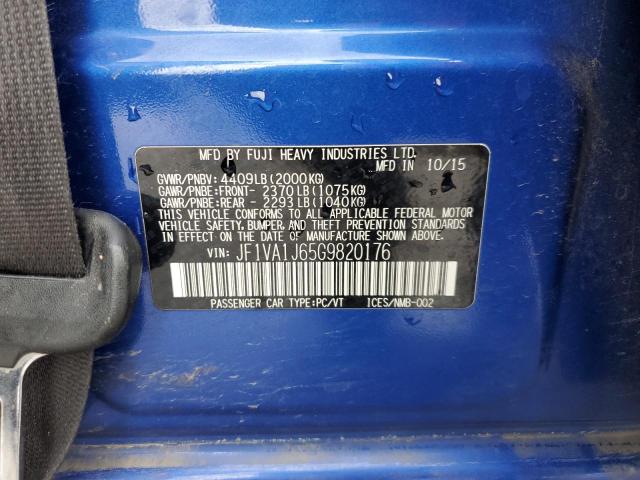 MFD BY FUJI HEAVY INDUSTRIES LTD.
MFD IN 10/15
GVWR/PNBV: 4409LB(2000KG)
GAWR/PNBE:FRONT- 2370LB(1075KG)
GAWR/PNBE:REAR - 2293LB(1040KG)
THIS VEHICLE CONFORMS TO ALL APPLICABLE FEDERAL MOTOR
VEHICLE SAFETY, BUMPER, AND THEFT PREVENTION STANDARDS
IN EFFECT ON THE DATE OF MANUFACTURE SHOWN ABOVE.
VIN: JF1VA1J65G9820176
PASSENGER CAR TYPE:PC/VT ICES/NMB-002